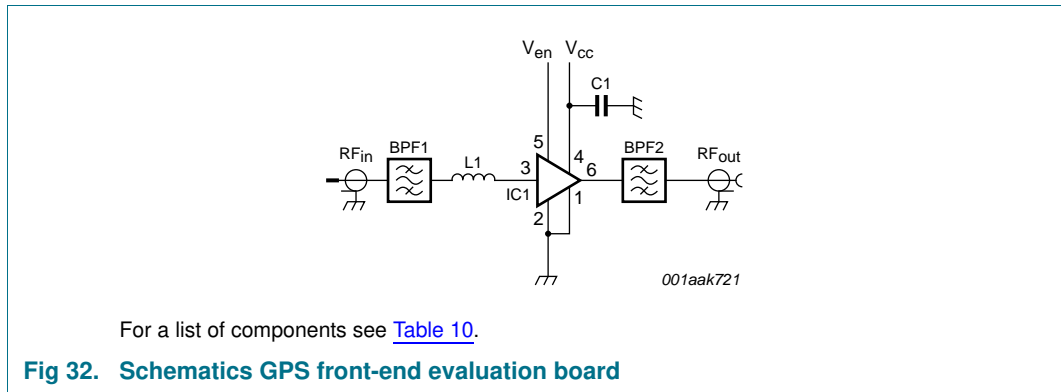 Ven Vcc
C1
5
4
RFin BPF1 L1 3 6 BPF2 RFout
IC1 1
2
001aak721
For a list of components see Table 10.
Fig 32. Schematics GPS front-end evaluation board